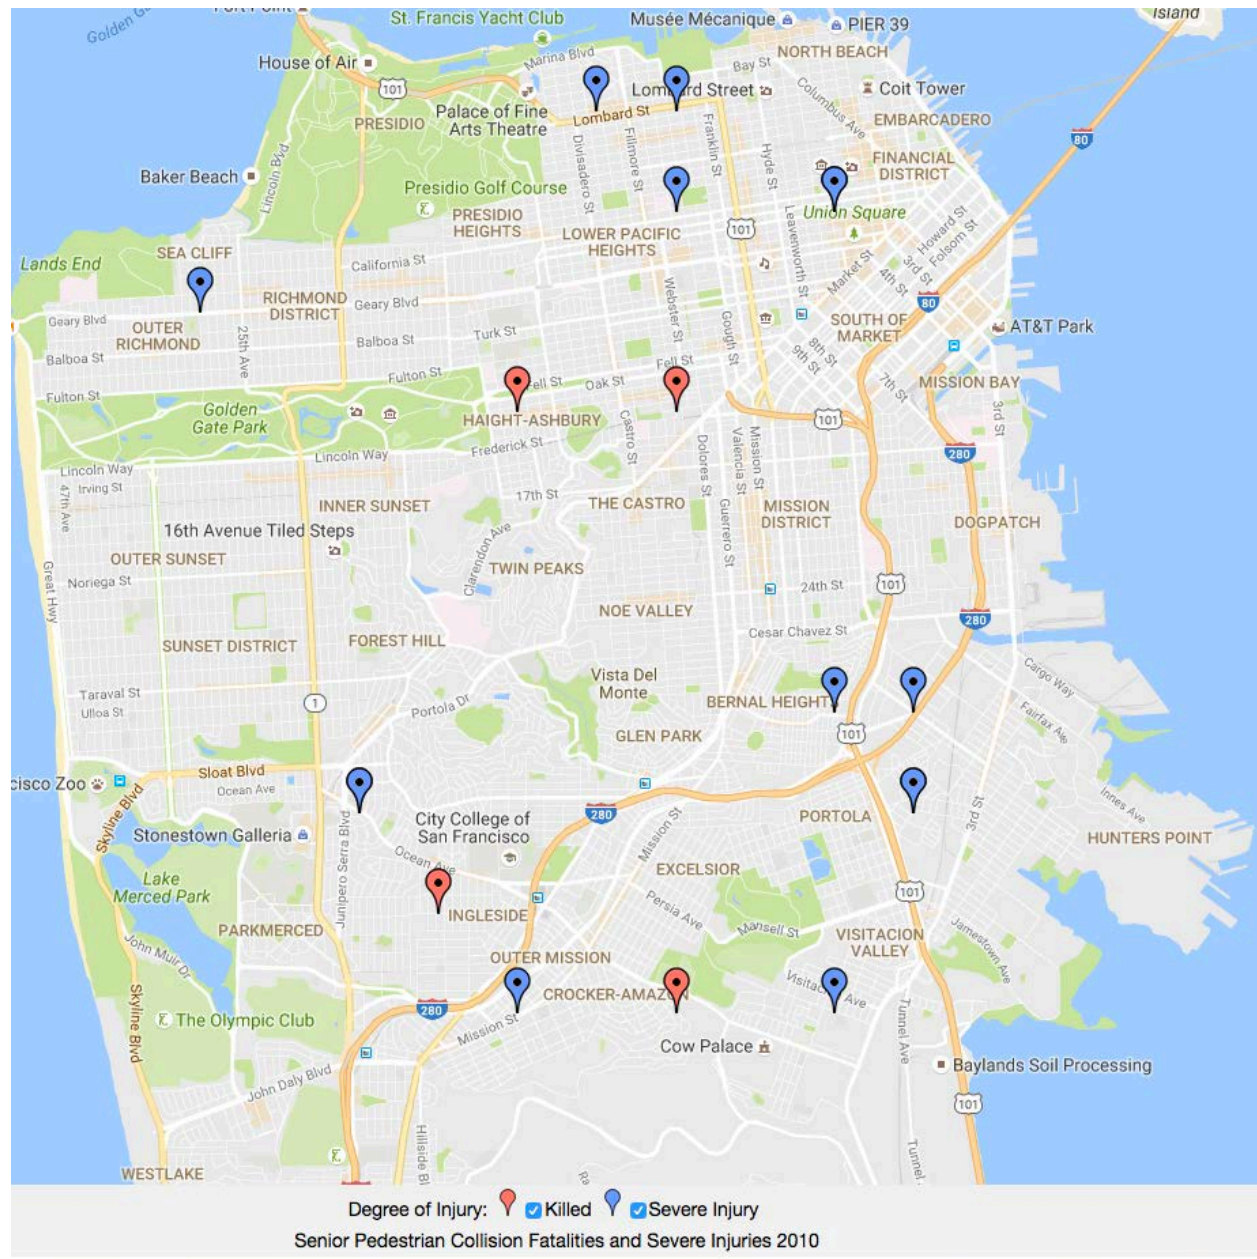 Island
St. Francis Yacht Club
Musée Mécanique
PIER 39
Marina Blvd
NORTH BEACH
House of Air
Bay St
101
Lombard Street
Coit Tower
Palace of Fine
Arts Theatre
Columbus Ave
PRESIDIO
Lombard St
EMBARCADERO
80
Lincoln Blvd
Divisadero St
Fillmore St
Franklin St
Hyde St
FINANCIAL
DISTRICT
Baker Beach
Presidio Golf Course
PRESIDIO
HEIGHTS
LOWER PACIFIC
HEIGHTS
Union Square
Leavenworth St
101
Howard St
Folsom St
SEA CLIFF
Lands End
California St
Market St
3rd St
4th St
RICHMOND
DISTRICT
Geary Blvd
Webster St
Gough St
80
Geary Blvd
OUTER
RICHMOND
25th Ave
Balboa St
Turk St
SOUTH OF
MARKET
AT&T Park
Balboa St
8th St
9th St
Fell St
Fulton St
Fell St
Oak St
7th St
MISSION BAY
Fulton St
Golden
Gate Park
HAIGHT-ASHBURY
Castro St
101
3rd St
Frederick St
Lincoln Way
Lincoln Way
Dolores St
Valencia St
Mission St
280
Irving St
47th Ave
INNER SUNSET
17th St
THE CASTRO
Guerrero St
MISSION
DISTRICT
DOGPATCH
16th Avenue Tiled Steps
Clarendon Ave
OUTER SUNSET
TWIN PEAKS
Great Hwy
Noriega St
24th St
101
NOE VALLEY
280
SUNSET DISTRICT
FOREST HILL
Cesar Chavez St
Vista Del
Monte
Cargo Way
Taraval St
Ulloa St
1
Portola Dr
BERNAL HEIGHTS
Fairfax Ave
GLEN PARK
101
Sloat Blvd
cisco Zoo
Ocean Ave
Skyline Blvd
Innes Ave
280
City College of
San Francisco
PORTOLA
3rd St
Stonestown Galleria
Junipero Serra Blvd
Mission St
HUNTERS POINT
Ocean Ave
EXCELSIOR
Lake
Merced Park
101
INGLESIDE
Persia Ave
PARKMERCED
Mansell St
VISITACION
VALLEY
Jamestown Ave
John Muir Dr
OUTER MISSION
CROCKER-AMAZON
Skyline Blvd
280
The Olympic Club
Mission St
Tunnel Ave
Cow Palace
Baylands Soil Processing
John Daly Blvd
101
Hillside Bl
Tunnel
WESTLAKE
Ra
Degree of Injury: Killed Severe Injury
Senior Pedestrian Collision Fatalities and Severe Injuries 2010